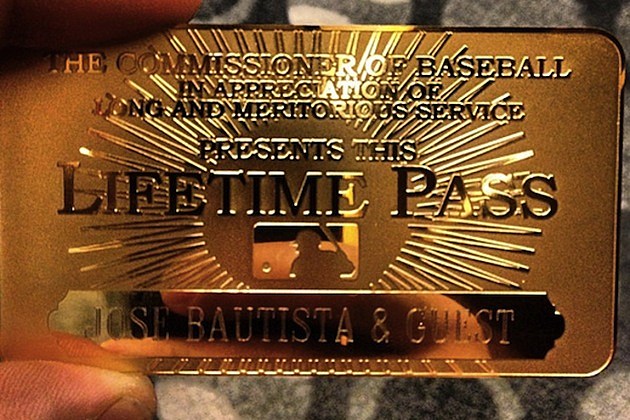 THE COMMISSIONER OF BASEBALL
IN APPRECIATION OF
LONG AND MERITORIOUS SERVICE
PRESENTS THIS
LIFETIME PASS
JOSE BAUTISTA & GUEST